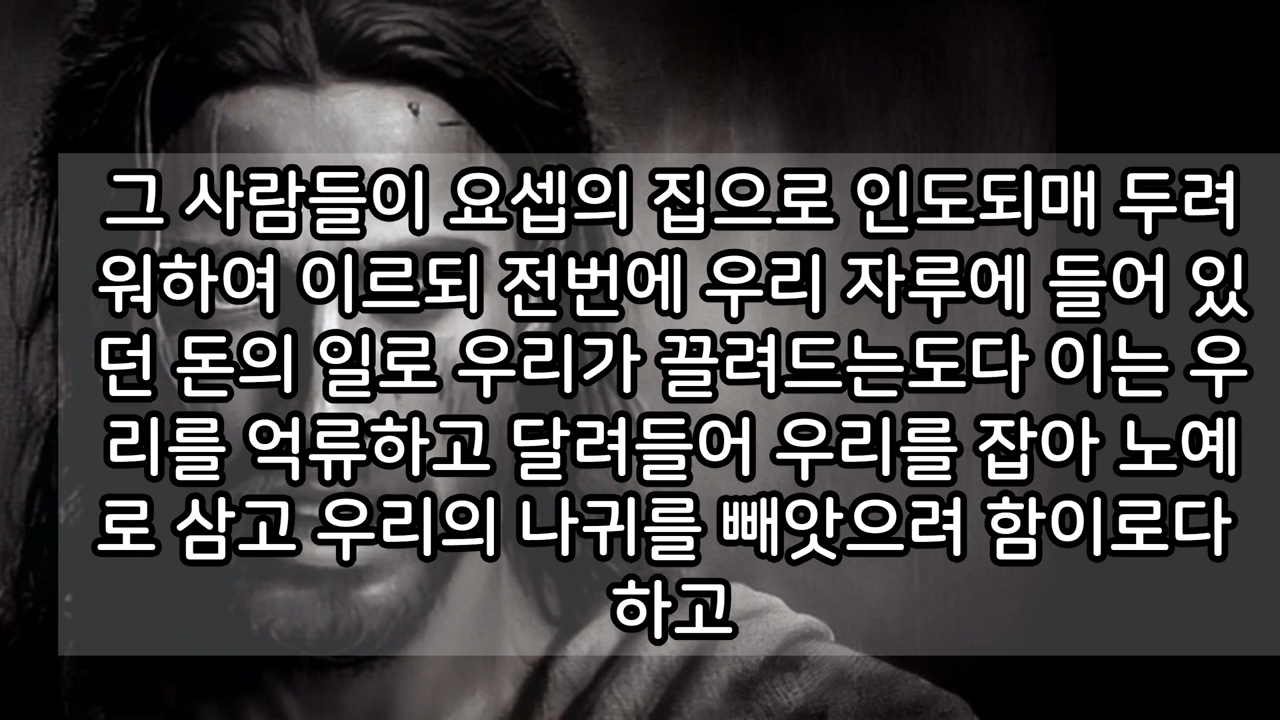 그 사람들이 요셉의 집으로 인도되매 두려
워하여 이르되 전번에 우리 자루에 들어 있
던 돈의 일로 우리가 끌려드는도다 이는 우
리를 억류하고 달려들어 우리를 잡아 노예
로 삼고 우리의 나귀를 빼앗으려 함이로다
하고